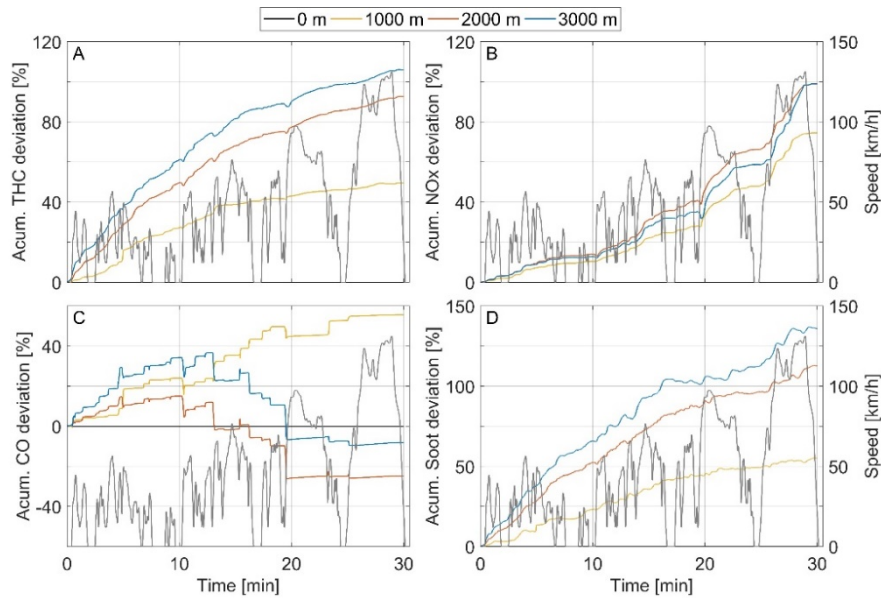 0 m 1000 m 2000 m 3000 m
A
Acum. THC deviation [%]
120
80
40
0
B
Acum. NOx deviation [%]
120
80
40
0
150
100
50
0
Speed [km/h]
C
Acum. CO deviation [%]
40
0
-40
0 10 20 30
Time [min]
D
Acum. Soot deviation [%]
150
100
50
0
150
100
50
0
Speed [km/h]
0 10 20 30
Time [min]